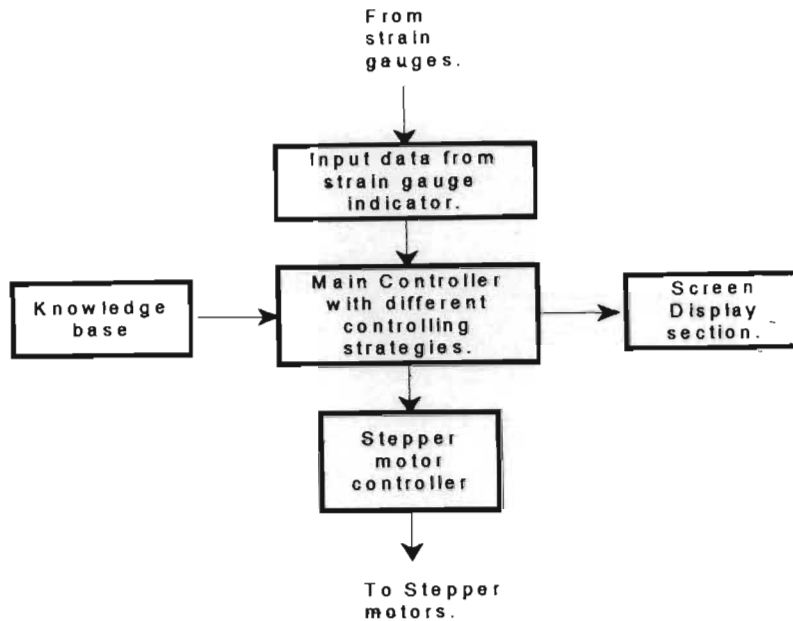 From
strain
gauges.
Input data from
strain gauge
indicator.
Knowledge
base
Main Controller
with different
controlling
strategies.
Screen
Display
section.
Stepper
motor
controller
To Stepper
motors.